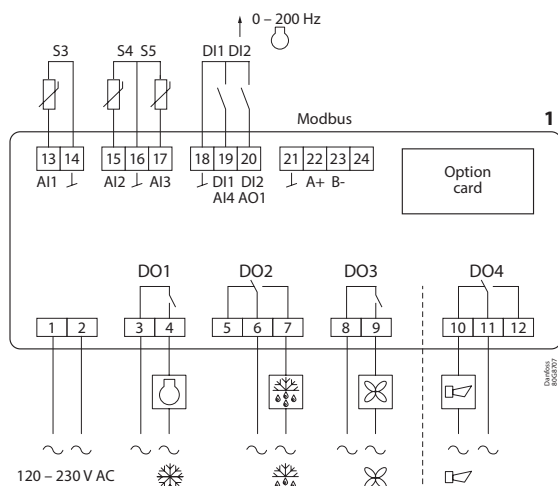 0 – 200 Hz
S3 S4 S5 DI1 DI2
Modbus 1
13 14 15 16 17 18 19 20 21 22 23 24
AI1 AI2 AI3 DI1 DI2 A+ B-
AI4 AO1
Option
card
DO1 DO2 DO3 DO4
1 2 3 4 5 6 7 8 9 10 11 12
Danfoss
80G8707
120 – 230 V AC